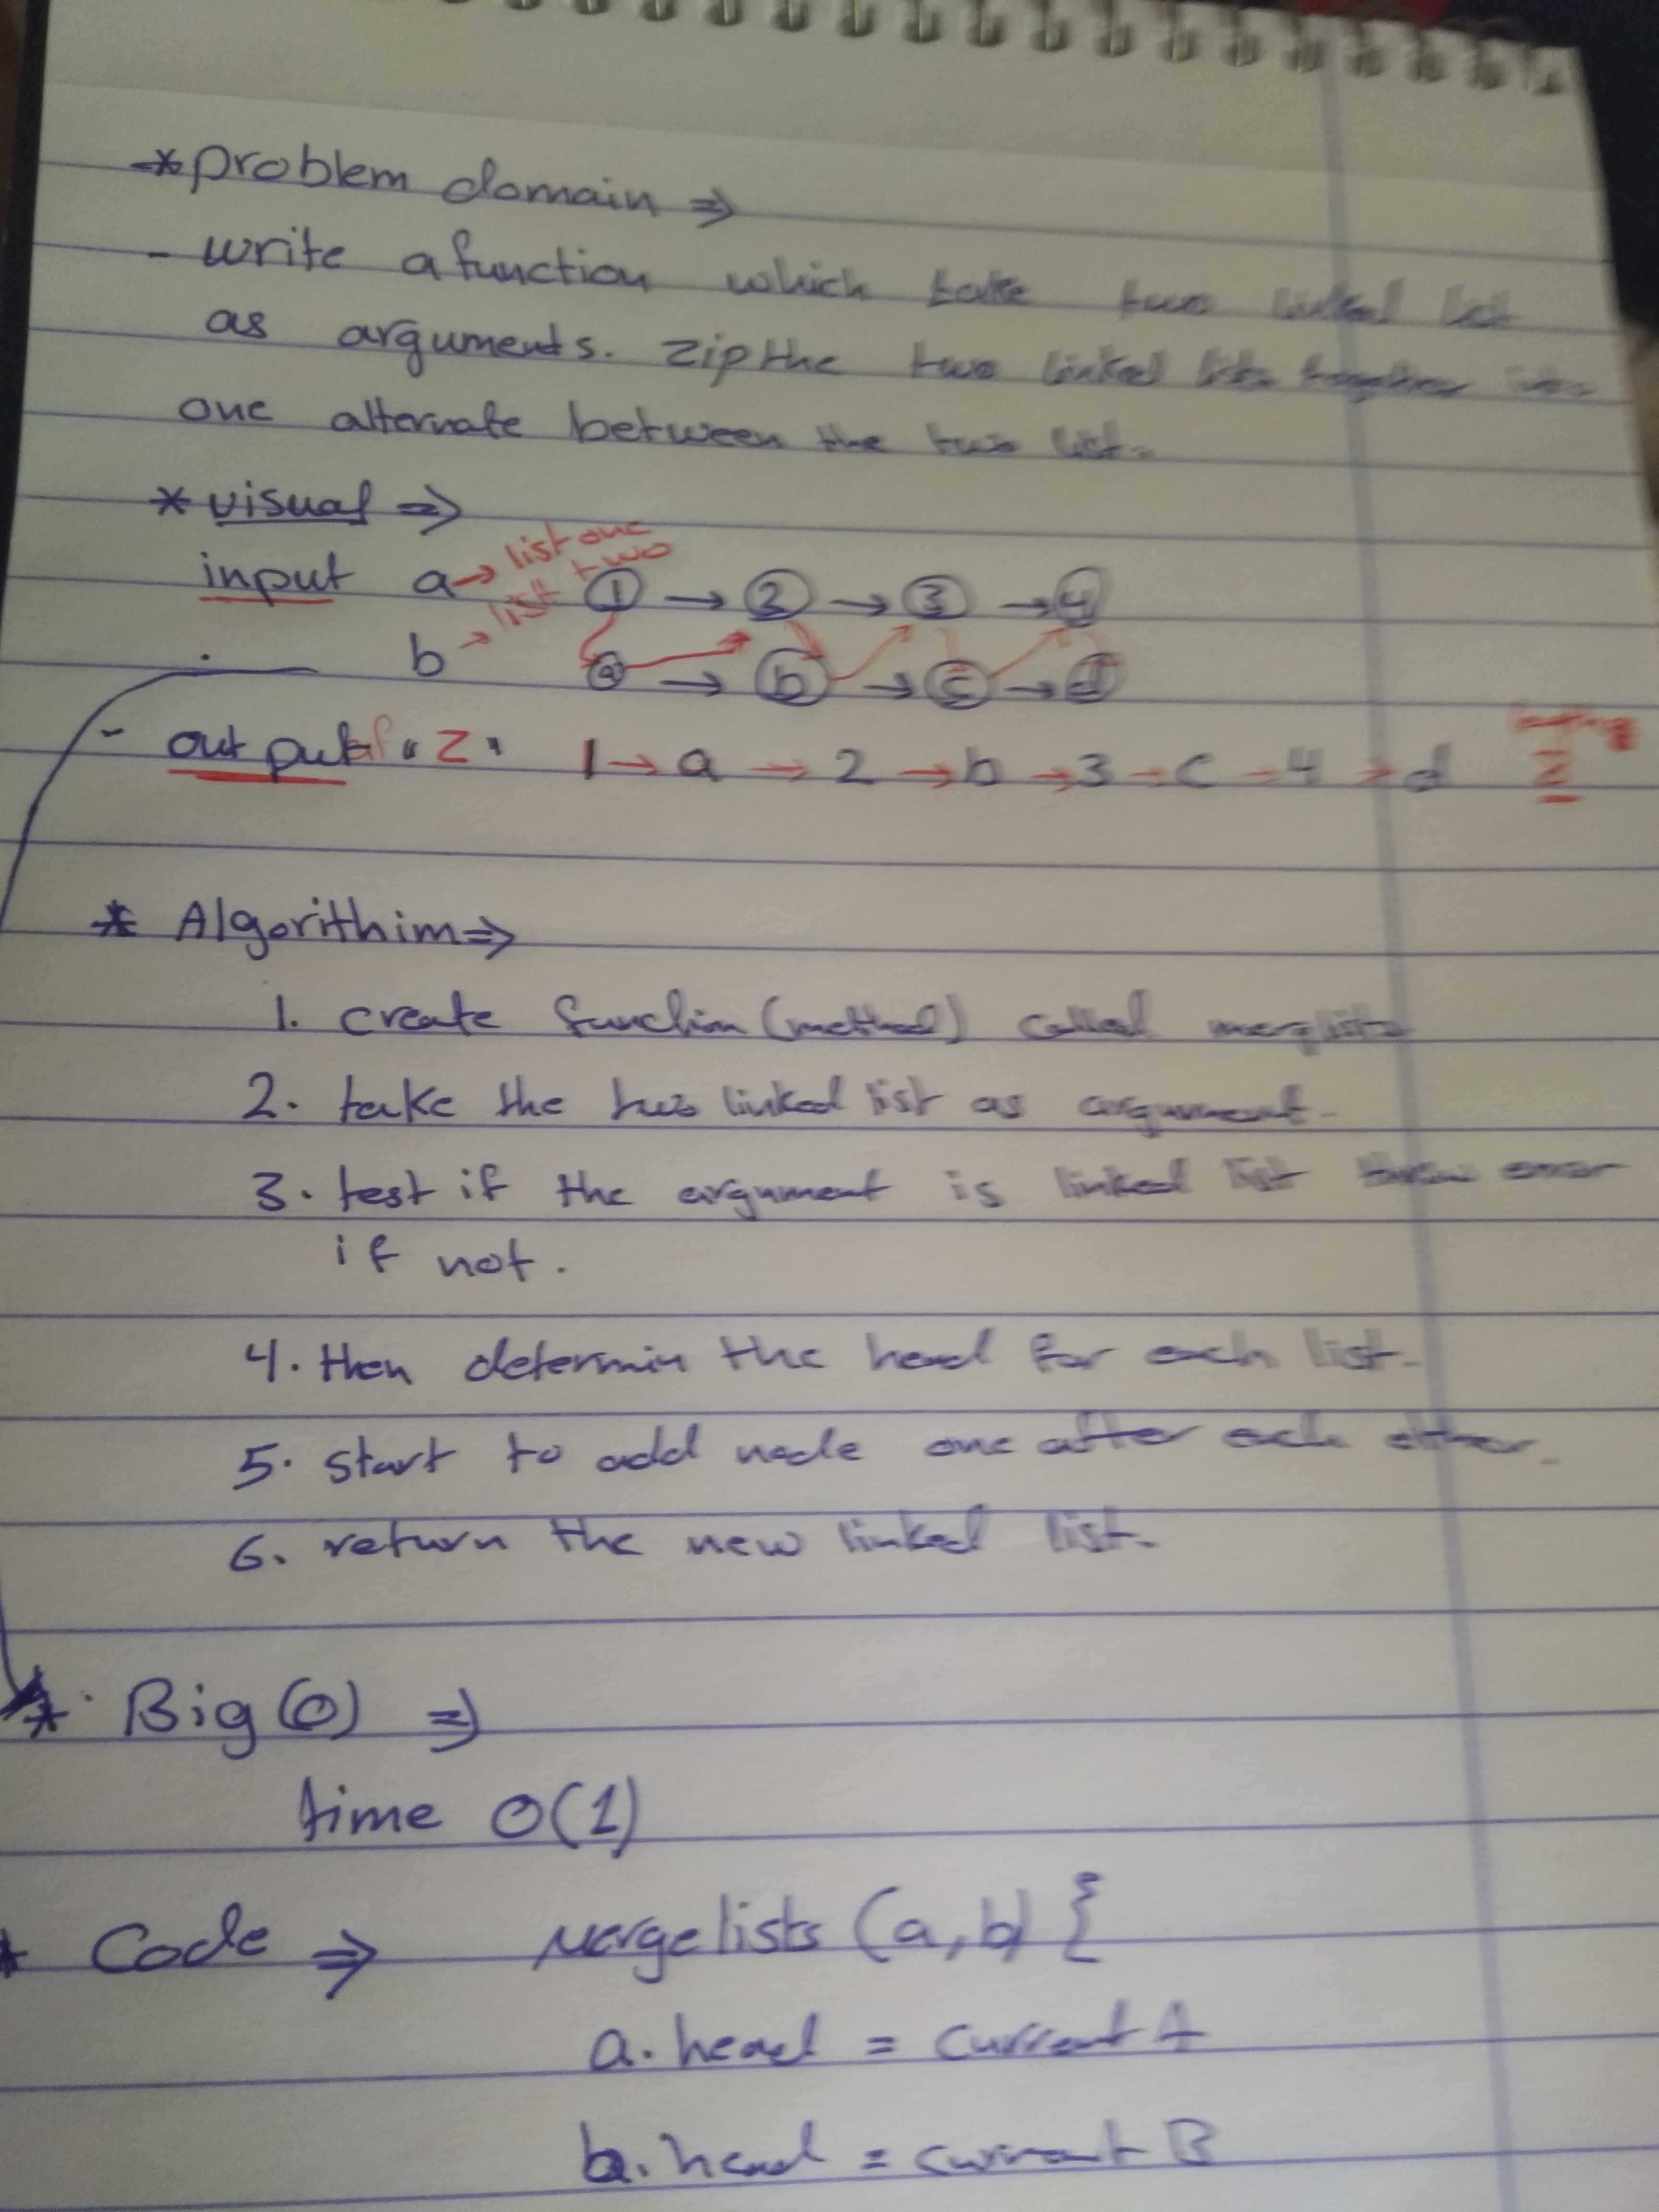 * problem domain ⇒
- write a function which take two linked list
as arguments. Zip the two linked lists together into
one alternate between the two list.
* visual ⇒
input a → list one
① → ② → ③ → ④
b → list two
ⓐ → ⓑ → ⓒ → ⓓ
- output of "Z" 1 → a → 2 → b → 3 → c → 4 → d Z
* Algorithim ⇒
1. create function (method) called merglists
2. take the two linked list as argument.
3. test if the argument is linked list throw error
if not.
4. then determin the head for each list.
5. start to add node one after each other.
6. return the new linked list.
* Big (O) ⇒
time O(1)
* Code ⇒ Mergelists (a,b) {
a. head = current A
b. head = current B